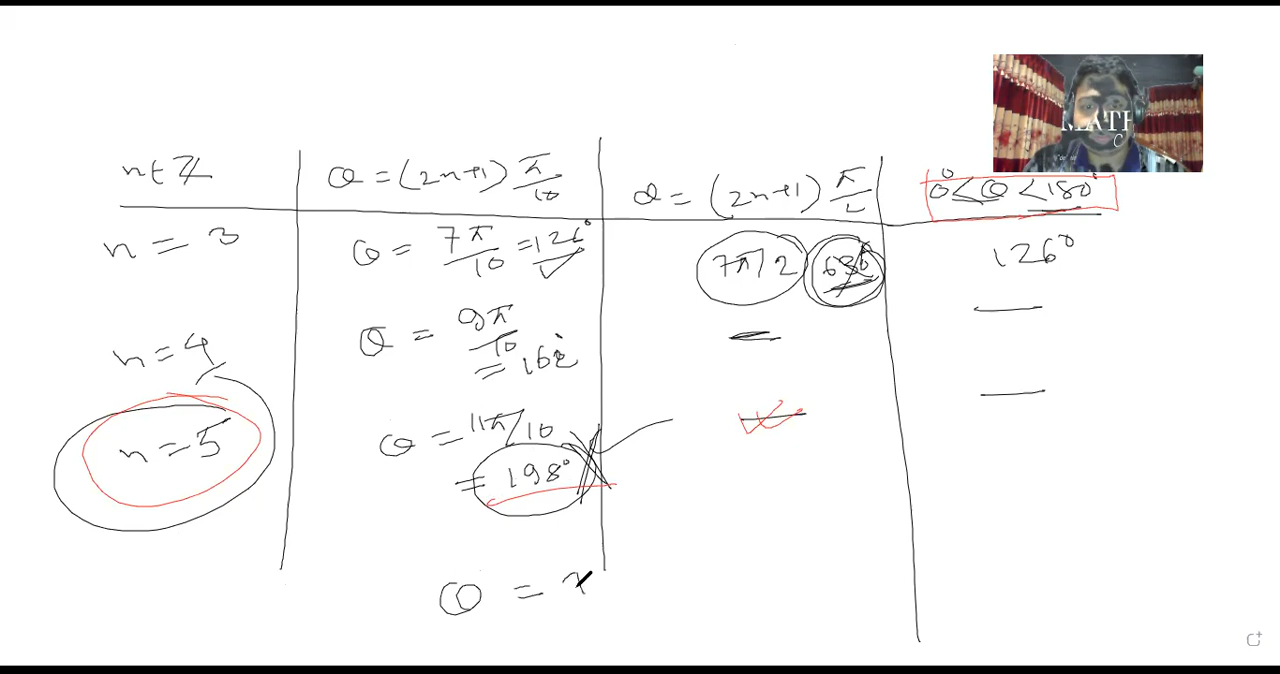 n ∈ ℤ
θ = (2n+1) π/10
θ = (2n+1) π/2
0° ≤ θ < 180°
n = 3
θ = 7π/10 = 126°
7π/2
630°
126°
n = 4
θ = 9π/10
= 162°
n = 5
θ = 11π/10
= 198°
θ = π
MATH
C